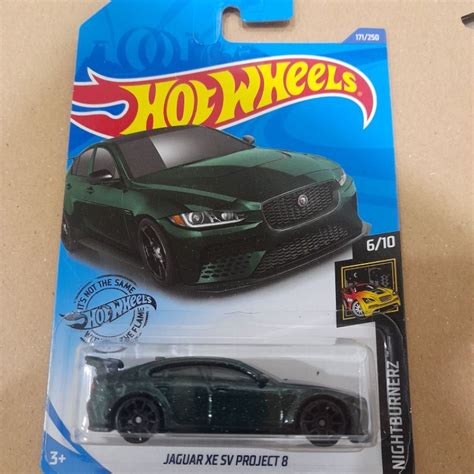 171/250
HOT WHEELS
6/10
IT'S NOT THE SAME
HOT WHEELS
WITHOUT THE FLAME
NIGHTBURNERZ
3+
JAGUAR XE SV PROJECT 8